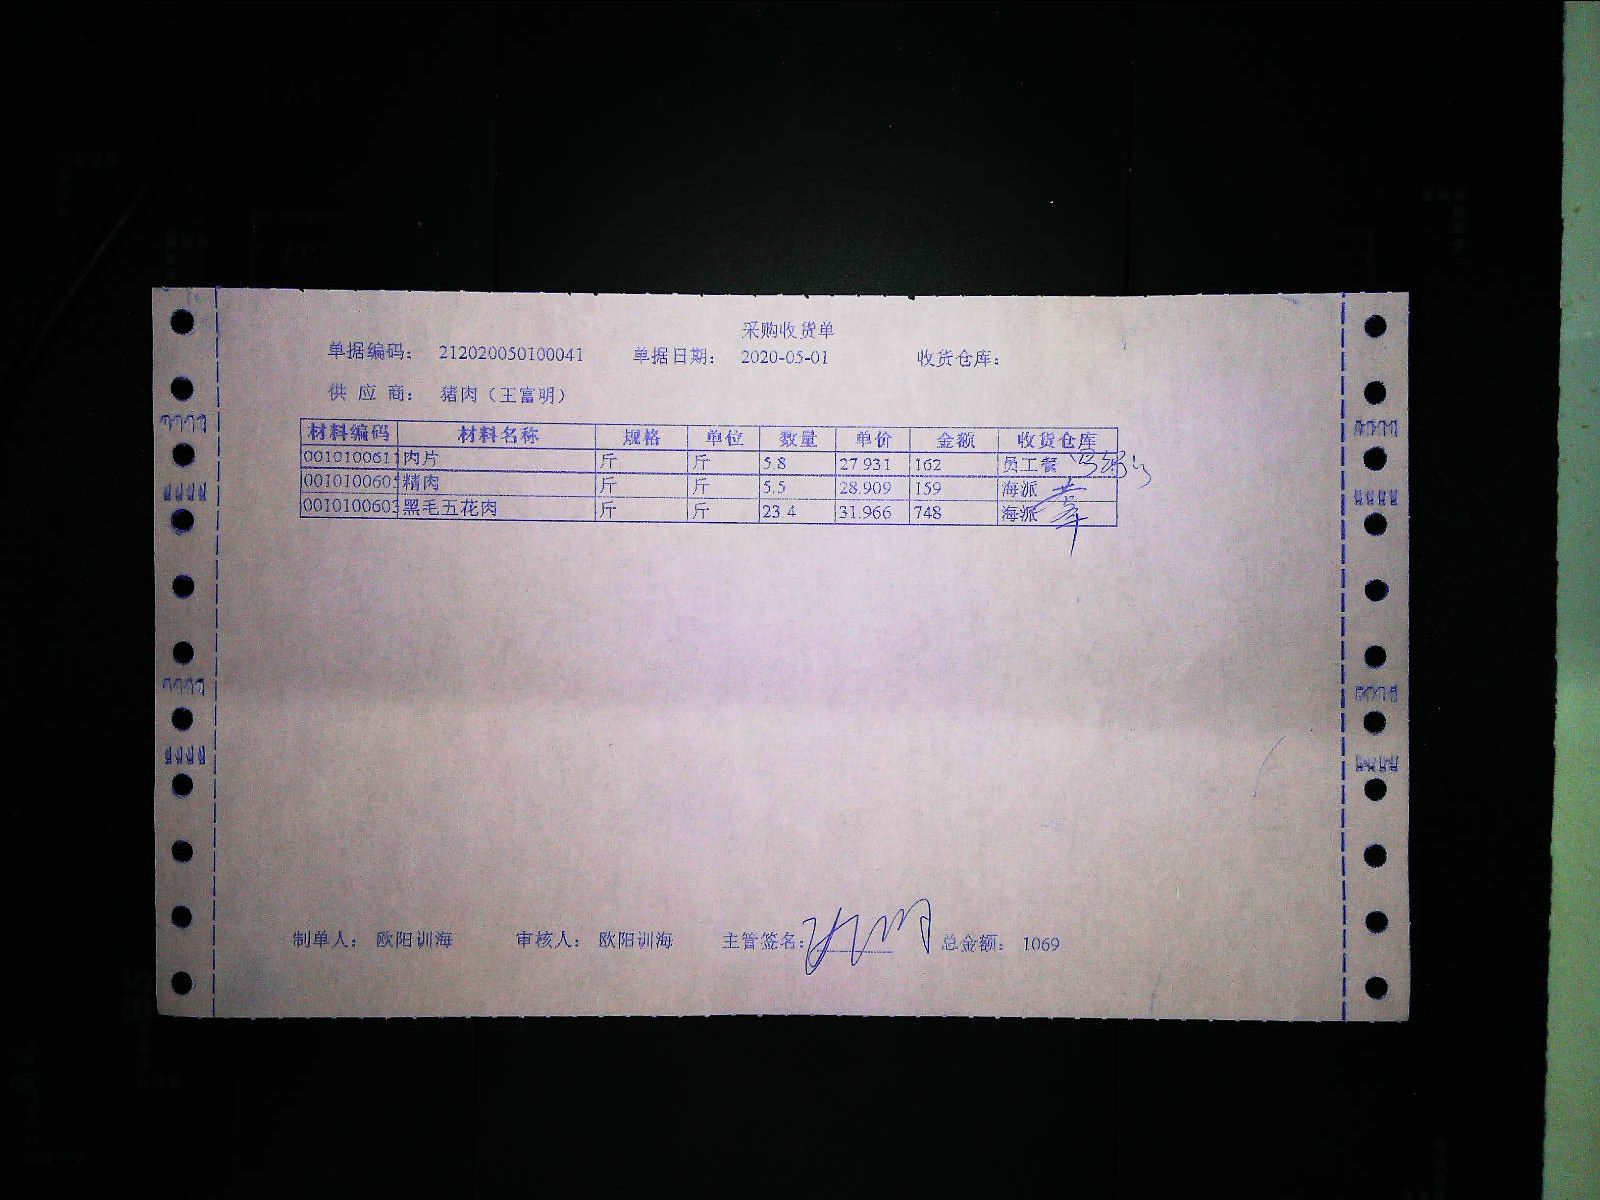 采购收货单
单据编码： 212020050100041 单据日期： 2020-05-01 收货仓库：
供 应 商： 猪肉（王富明）
材料编码 材料名称 规格 单位 数量 单价 金额 收货仓库
0010100611 肉片 斤 斤 5.8 27.931 162 员工餐
001010060 精肉 斤 斤 5.5 28.909 159 海派
001010060 黑毛五花肉 斤 斤 23.4 31.966 748 海派
制单人： 欧阳训海 审核人： 欧阳训海 主管签名： 总金额： 1069